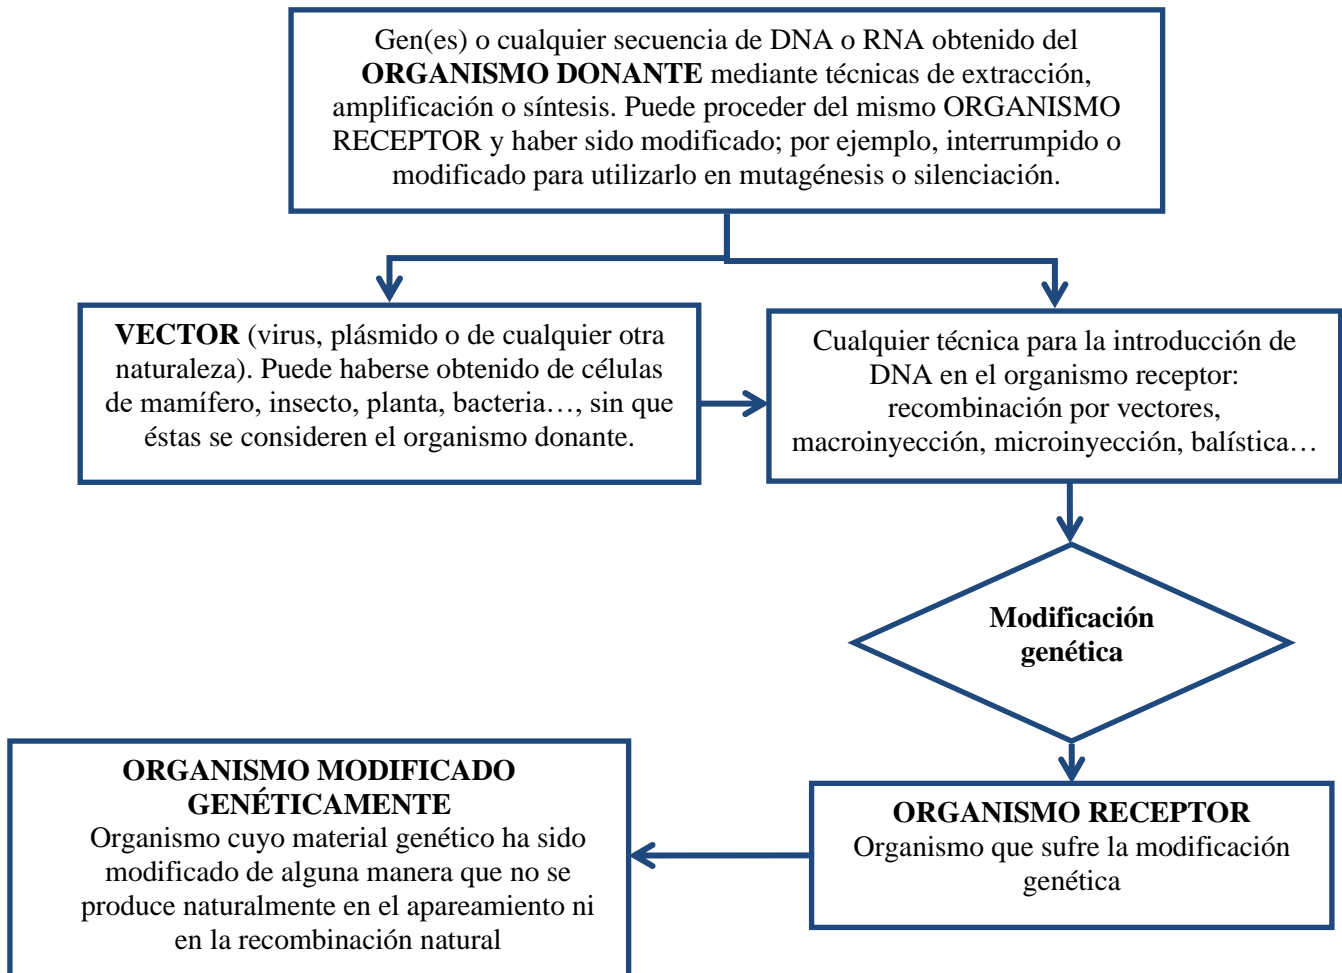 Gen(es) o cualquier secuencia de DNA o RNA obtenido del
ORGANISMO DONANTE mediante técnicas de extracción,
amplificación o síntesis. Puede proceder del mismo ORGANISMO
RECEPTOR y haber sido modificado; por ejemplo, interrumpido o
modificado para utilizarlo en mutagénesis o silenciación.
VECTOR (virus, plásmido o de cualquier otra
naturaleza). Puede haberse obtenido de células
de mamífero, insecto, planta, bacteria…, sin que
éstas se consideren el organismo donante.
Cualquier técnica para la introducción de
DNA en el organismo receptor:
recombinación por vectores,
macroinyección, microinyección, balística…
Modificación
genética
ORGANISMO RECEPTOR
Organismo que sufre la modificación
genética
ORGANISMO MODIFICADO
GENÉTICAMENTE
Organismo cuyo material genético ha sido
modificado de alguna manera que no se
produce naturalmente en el apareamiento ni
en la recombinación natural